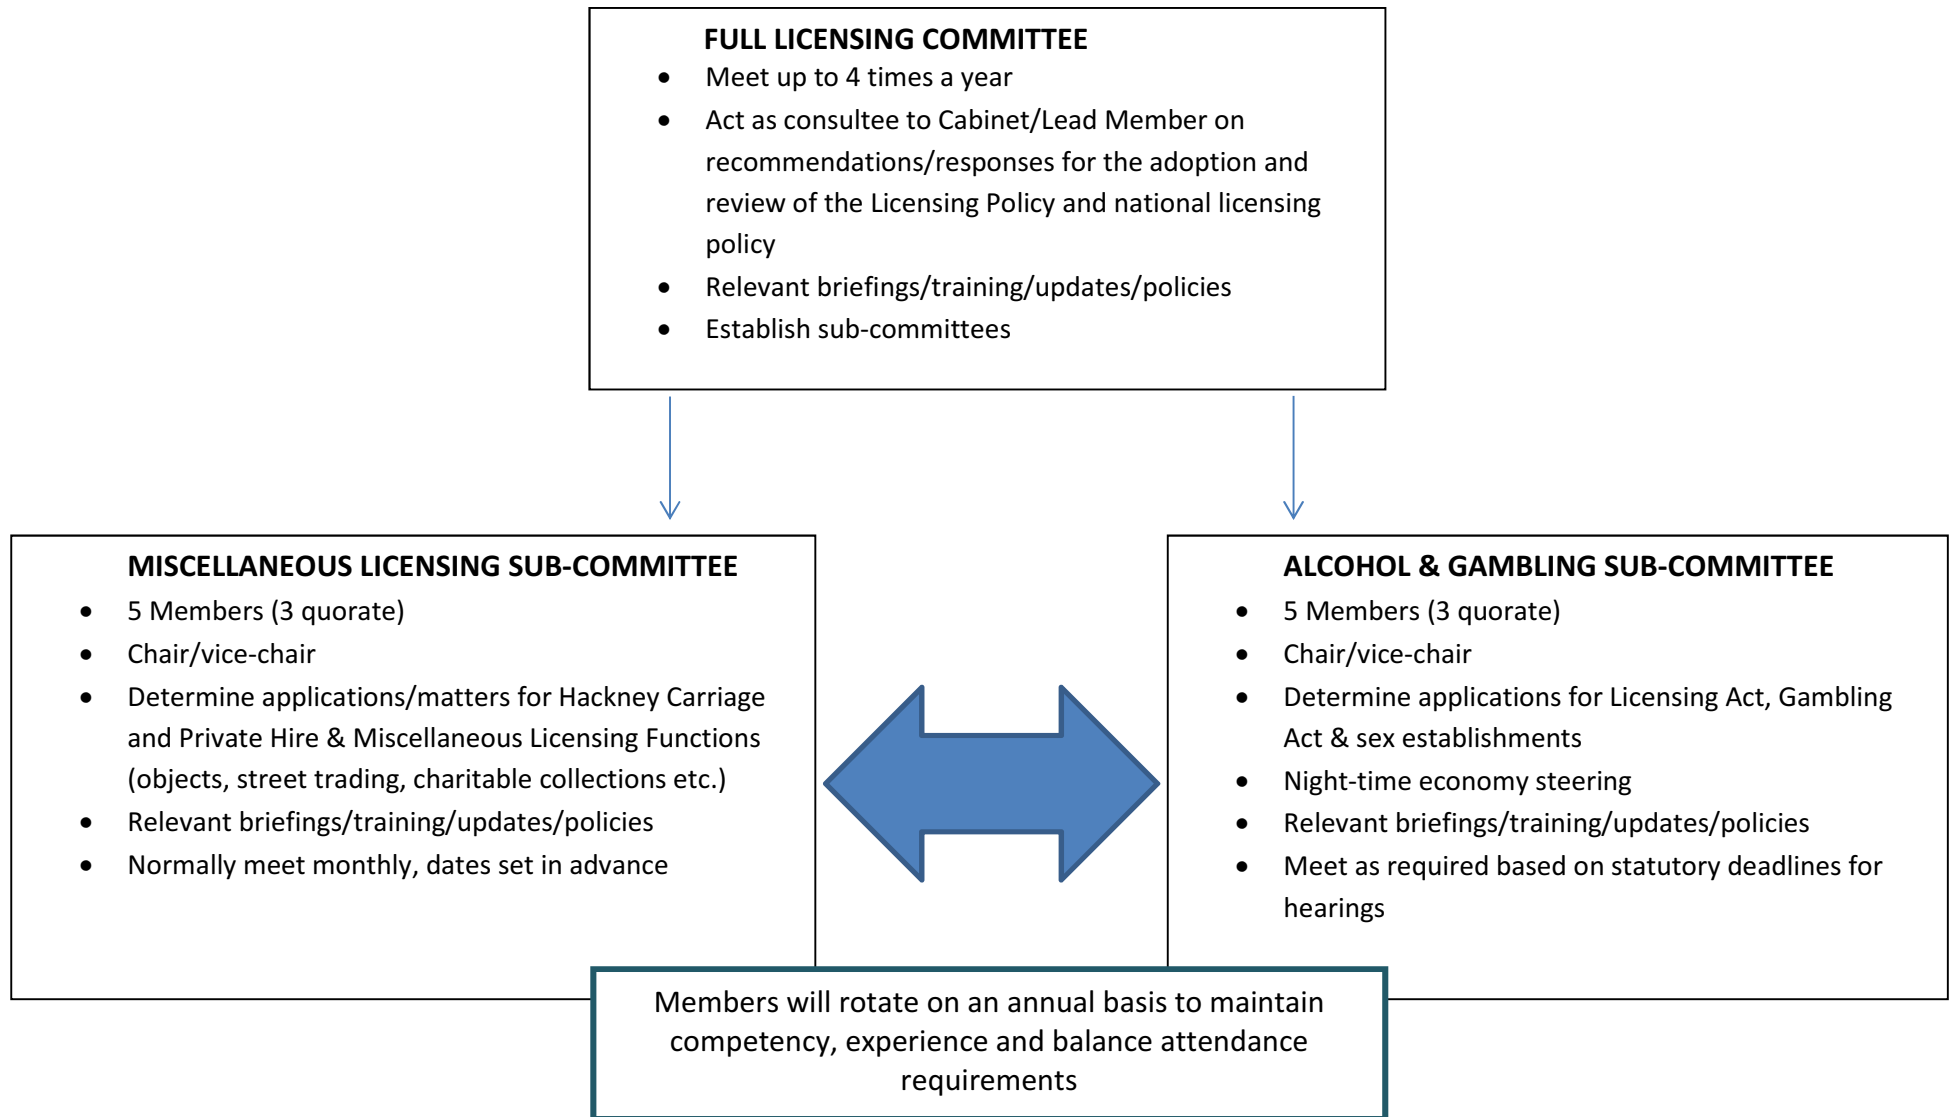 FULL LICENSING COMMITTEE
• Meet up to 4 times a year
• Act as consultee to Cabinet/Lead Member on
recommendations/responses for the adoption and
review of the Licensing Policy and national licensing
policy
• Relevant briefings/training/updates/policies
• Establish sub-committees
MISCELLANEOUS LICENSING SUB-COMMITTEE
• 5 Members (3 quorate)
• Chair/vice-chair
• Determine applications/matters for Hackney Carriage
and Private Hire & Miscellaneous Licensing Functions
(objects, street trading, charitable collections etc.)
• Relevant briefings/training/updates/policies
• Normally meet monthly, dates set in advance
ALCOHOL & GAMBLING SUB-COMMITTEE
• 5 Members (3 quorate)
• Chair/vice-chair
• Determine applications for Licensing Act, Gambling
Act & sex establishments
• Night-time economy steering
• Relevant briefings/training/updates/policies
• Meet as required based on statutory deadlines for
hearings
Members will rotate on an annual basis to maintain
competency, experience and balance attendance
requirements